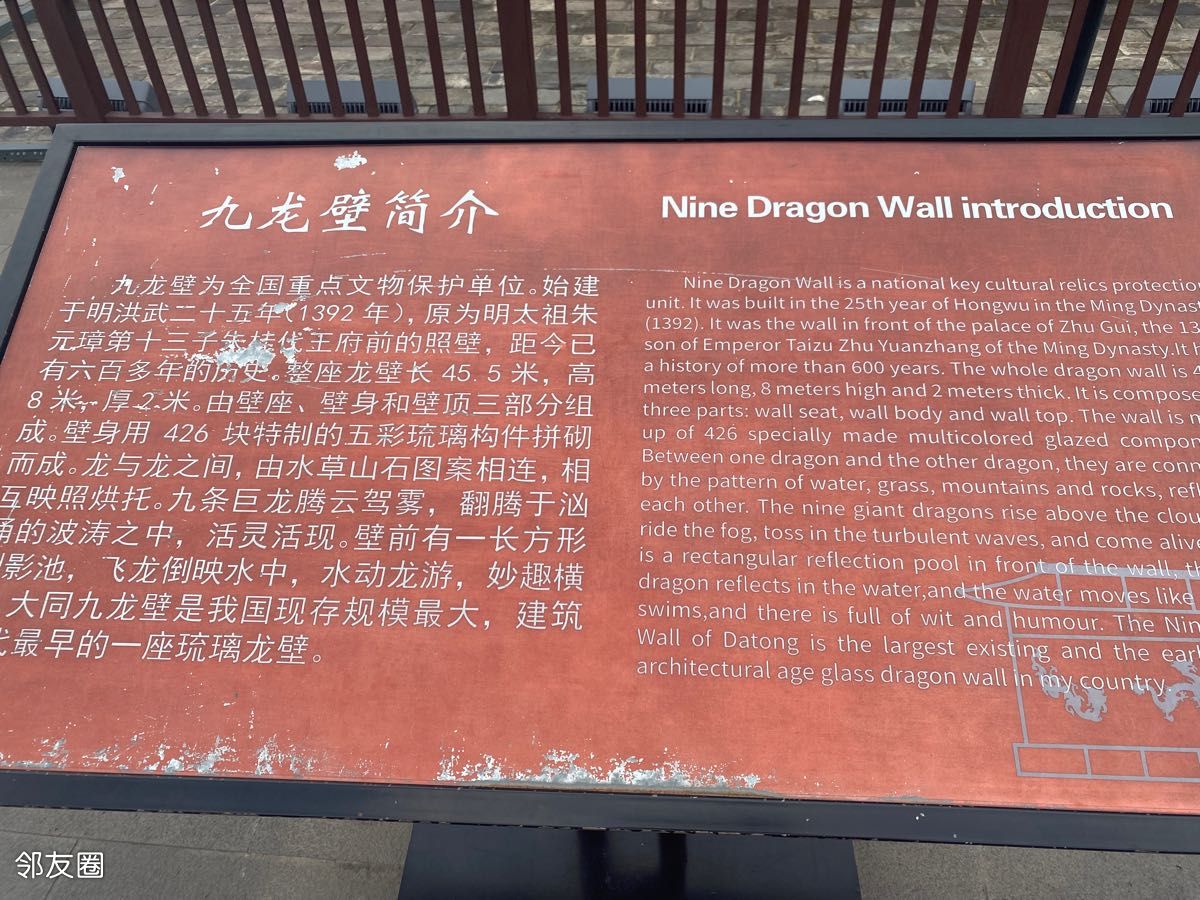 九龙壁简介
九龙壁为全国重点文物保护单位。始建
于明洪武二十五年(1392 年），原为明太祖朱
元璋第十三子朱桂代王府前的照壁，距今已
有六百多年的历史。整座龙壁长 45.5 米，高
8 米，厚 2 米。由壁座、壁身和壁顶三部分组
成。壁身用 426 块特制的五彩琉璃构件拼砌
而成。龙与龙之间，由水草山石图案相连，相
互映照烘托。九条巨龙腾云驾雾，翻腾于汹
涌的波涛之中，活灵活现。壁前有一长方形
影池，飞龙倒映水中，水动龙游，妙趣横
大同九龙壁是我国现存规模最大，建筑
最早的一座琉璃龙壁。
Nine Dragon Wall introduction
Nine Dragon Wall is a national key cultural relics protectio
unit. It was built in the 25th year of Hongwu in the Ming Dynas
(1392). It was the wall in front of the palace of Zhu Gui, the 13
son of Emperor Taizu Zhu Yuanzhang of the Ming Dynasty.It h
a history of more than 600 years. The whole dragon wall is 4
meters long, 8 meters high and 2 meters thick. It is compose
three parts: wall seat, wall body and wall top. The wall is m
up of 426 specially made multicolored glazed compon
Between one dragon and the other dragon, they are conn
by the pattern of water, grass, mountains and rocks, refl
each other. The nine giant dragons rise above the clou
ride the fog, toss in the turbulent waves, and come alive
is a rectangular reflection pool in front of the wall, th
dragon reflects in the water,and the water moves like
swims,and there is full of wit and humour. The Nin
Wall of Datong is the largest existing and the earl
architectural age glass dragon wall in my country.
邻友圈